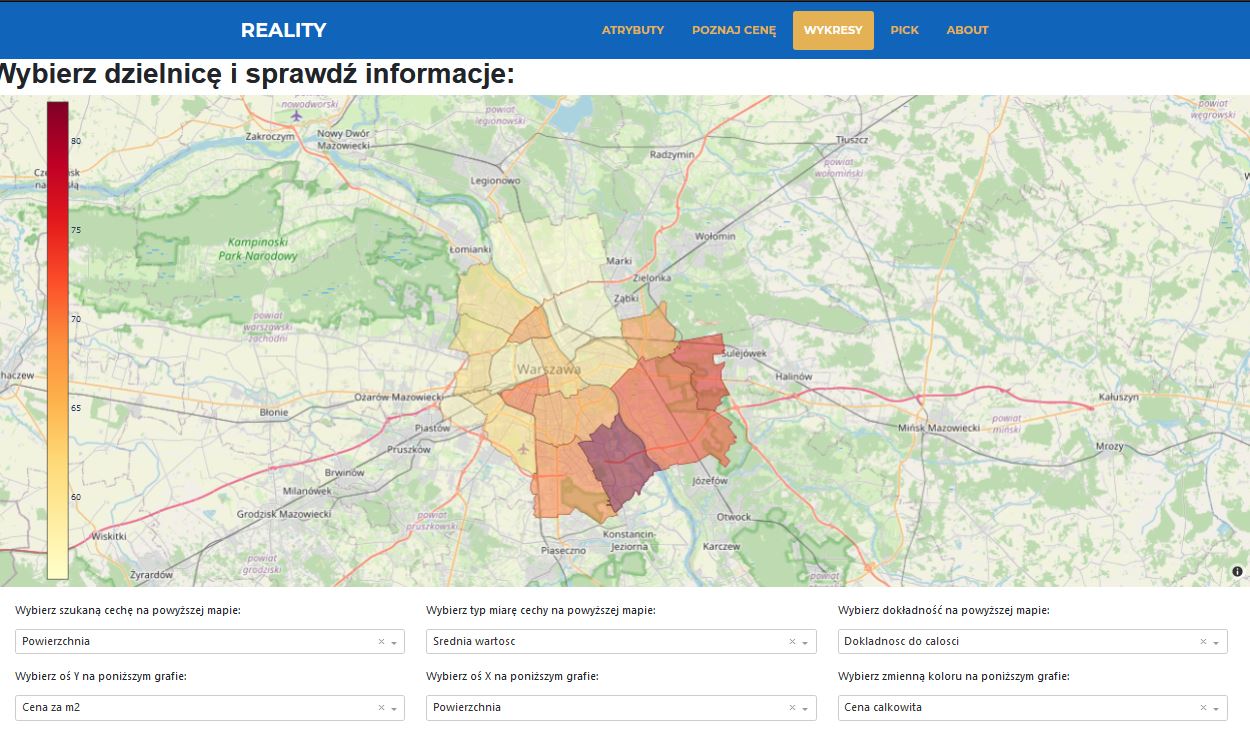 REALITY
ATRYBUTY
POZNAJ CENĘ
WYKRESY
PICK
ABOUT
Wybierz dzielnicę i sprawdź informacje:
80
75
70
65
60
powiat
nowodworski
Zakroczym
Nowy Dwór
Mazowiecki
powiat
legionowski
Legionowo
Radzymin
Tłuszcz
powiat
wołomiński
powiat
węgrowski
Kampinoski
Park Narodowy
Łomianki
Marki
Wołomin
Zielonka
Ząbki
powiat
warszawski
zachodni
Sulejówek
Halinów
Warszawa
Ożarów Mazowiecki
Błonie
Piastów
Pruszków
Brwinów
Milanówek
Grodzisk Mazowiecki
powiat
pruszkowski
Wiskitki
powiat
grodziski
Żyrardów
Piaseczno
Konstancin-
Jeziorna
Józefów
Otwock
Karczew
powiat
Kałuszyn
powiat
miński
Mińsk Mazowiecki
Mrozy
Wybierz szukaną cechę na powyższej mapie:
Wybierz typ miarę cechy na powyższej mapie:
Wybierz dokładność na powyższej mapie:
Powierzchnia
Srednia wartosc
Dokladnosc do calosci
Wybierz oś Y na poniższym grafie:
Wybierz oś X na poniższym grafie:
Wybierz zmienną koloru na poniższym grafie:
Cena za m2
Powierzchnia
Cena calkowita